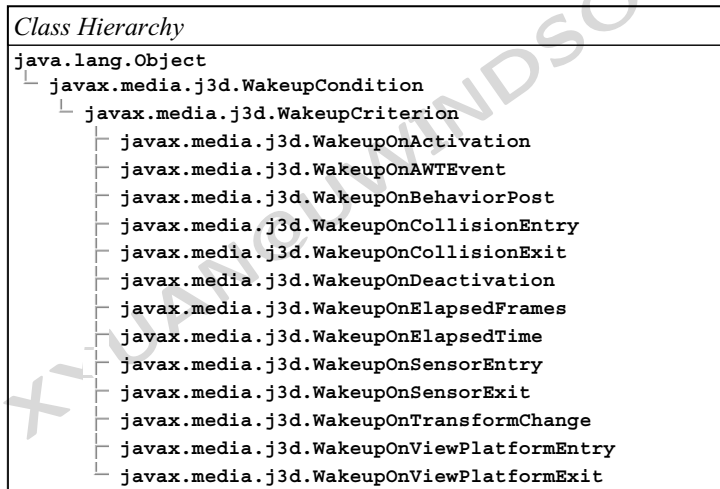 Class Hierarchy
java.lang.Object
javax.media.j3d.WakeupCondition
javax.media.j3d.WakeupCriterion
javax.media.j3d.WakeupOnActivation
javax.media.j3d.WakeupOnAWTEvent
javax.media.j3d.WakeupOnBehaviorPost
javax.media.j3d.WakeupOnCollisionEntry
javax.media.j3d.WakeupOnCollisionExit
javax.media.j3d.WakeupOnDeactivation
javax.media.j3d.WakeupOnElapsedFrames
javax.media.j3d.WakeupOnElapsedTime
javax.media.j3d.WakeupOnSensorEntry
javax.media.j3d.WakeupOnSensorExit
javax.media.j3d.WakeupOnTransformChange
javax.media.j3d.WakeupOnViewPlatformEntry
javax.media.j3d.WakeupOnViewPlatformExit